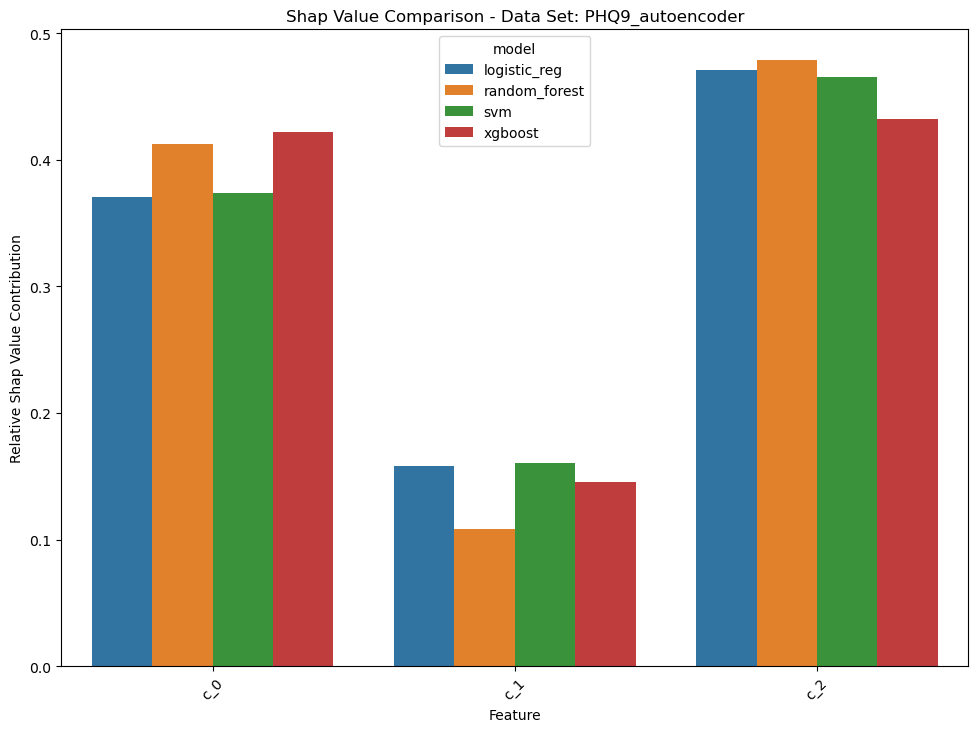 Shap Value Comparison - Data Set: PHQ9_autoencoder
model
logistic_reg
random_forest
svm
xgboost
Relative Shap Value Contribution
0.5
0.4
0.3
0.2
0.1
0.0
c_0
c_1
c_2
Feature